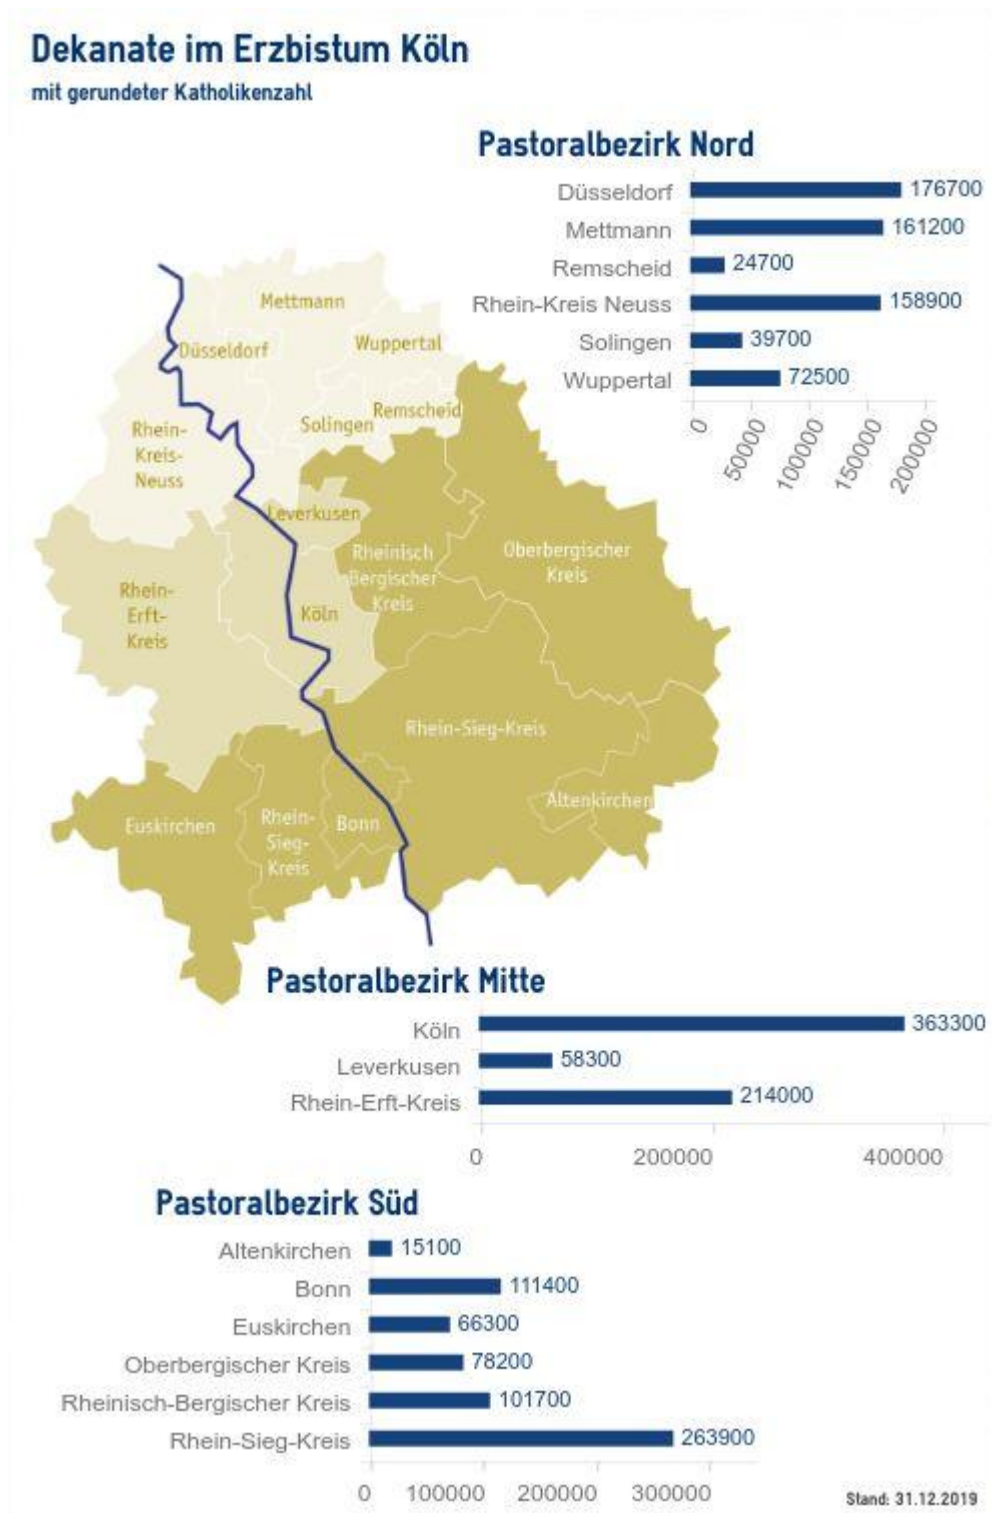 Dekanate im Erzbistum Köln
mit gerundeter Katholikenzahl
Pastoralbezirk Nord
Düsseldorf 176700
Mettmann 161200
Remscheid 24700
Rhein-Kreis Neuss 158900
Solingen 39700
Wuppertal 72500
0 50000 100000 150000 200000
Mettmann
Düsseldorf
Wuppertal
Remscheid
Solingen
Rhein-
Kreis-
Neuss
Leverkusen
Rheinisch
Bergischer
Kreis
Oberbergischer
Kreis
Rhein-
Erft-
Kreis
Köln
Rhein-Sieg-Kreis
Altenkirchen
Euskirchen
Rhein-
Sieg-
Kreis
Bonn
Pastoralbezirk Mitte
Köln 363300
Leverkusen 58300
Rhein-Erft-Kreis 214000
0 200000 400000
Pastoralbezirk Süd
Altenkirchen 15100
Bonn 111400
Euskirchen 66300
Oberbergischer Kreis 78200
Rheinisch-Bergischer Kreis 101700
Rhein-Sieg-Kreis 263900
0 100000 200000 300000
Stand: 31.12.2019